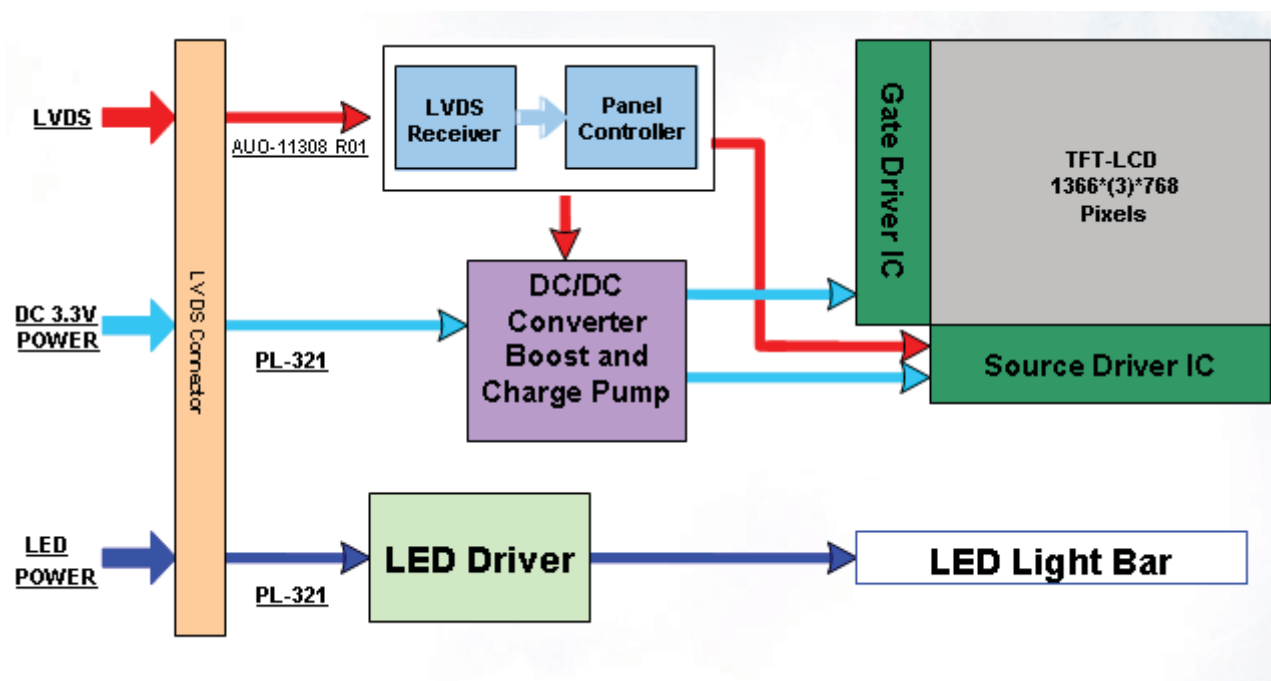 LVDS
AUO-11308 R01
LVDS
Receiver
Panel
Controller
Gate Driver IC
TFT-LCD
1366*(3)*768
Pixels
DC 3.3V
POWER
LVDS Connector
PL-321
DC/DC
Converter
Boost and
Charge Pump
Source Driver IC
LED
POWER
PL-321
LED Driver
LED Light Bar